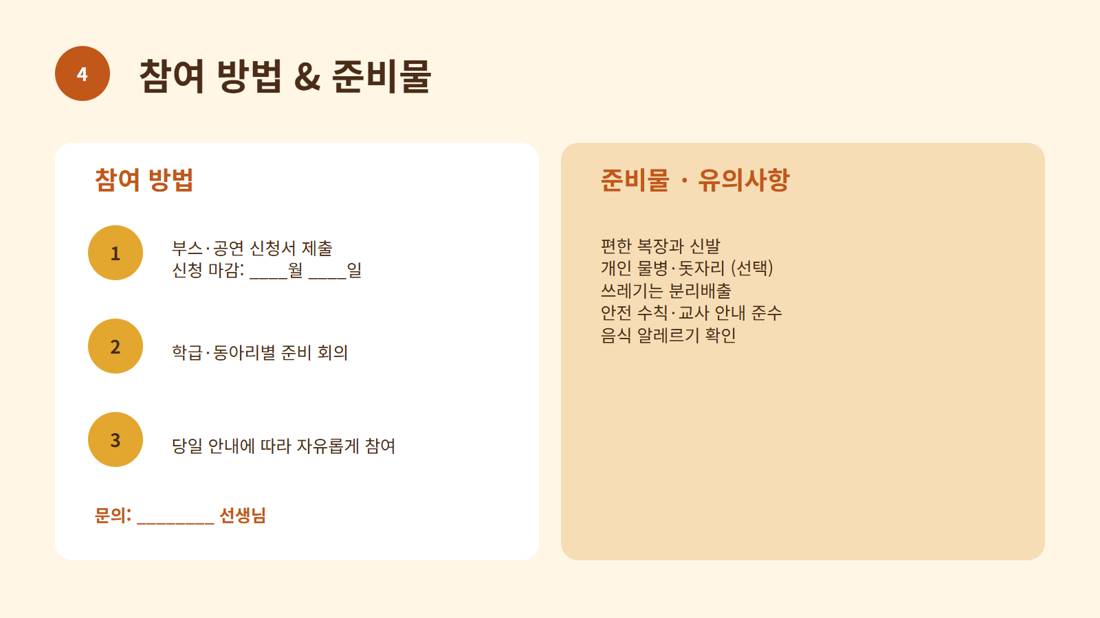 4
참여 방법 & 준비물
참여 방법
1
부스·공연 신청서 제출
신청 마감: ____월 ____일
2
학급·동아리별 준비 회의
3
당일 안내에 따라 자유롭게 참여
문의: ________ 선생님
준비물 · 유의사항
편한 복장과 신발
개인 물병·돗자리 (선택)
쓰레기는 분리배출
안전 수칙·교사 안내 준수
음식 알레르기 확인